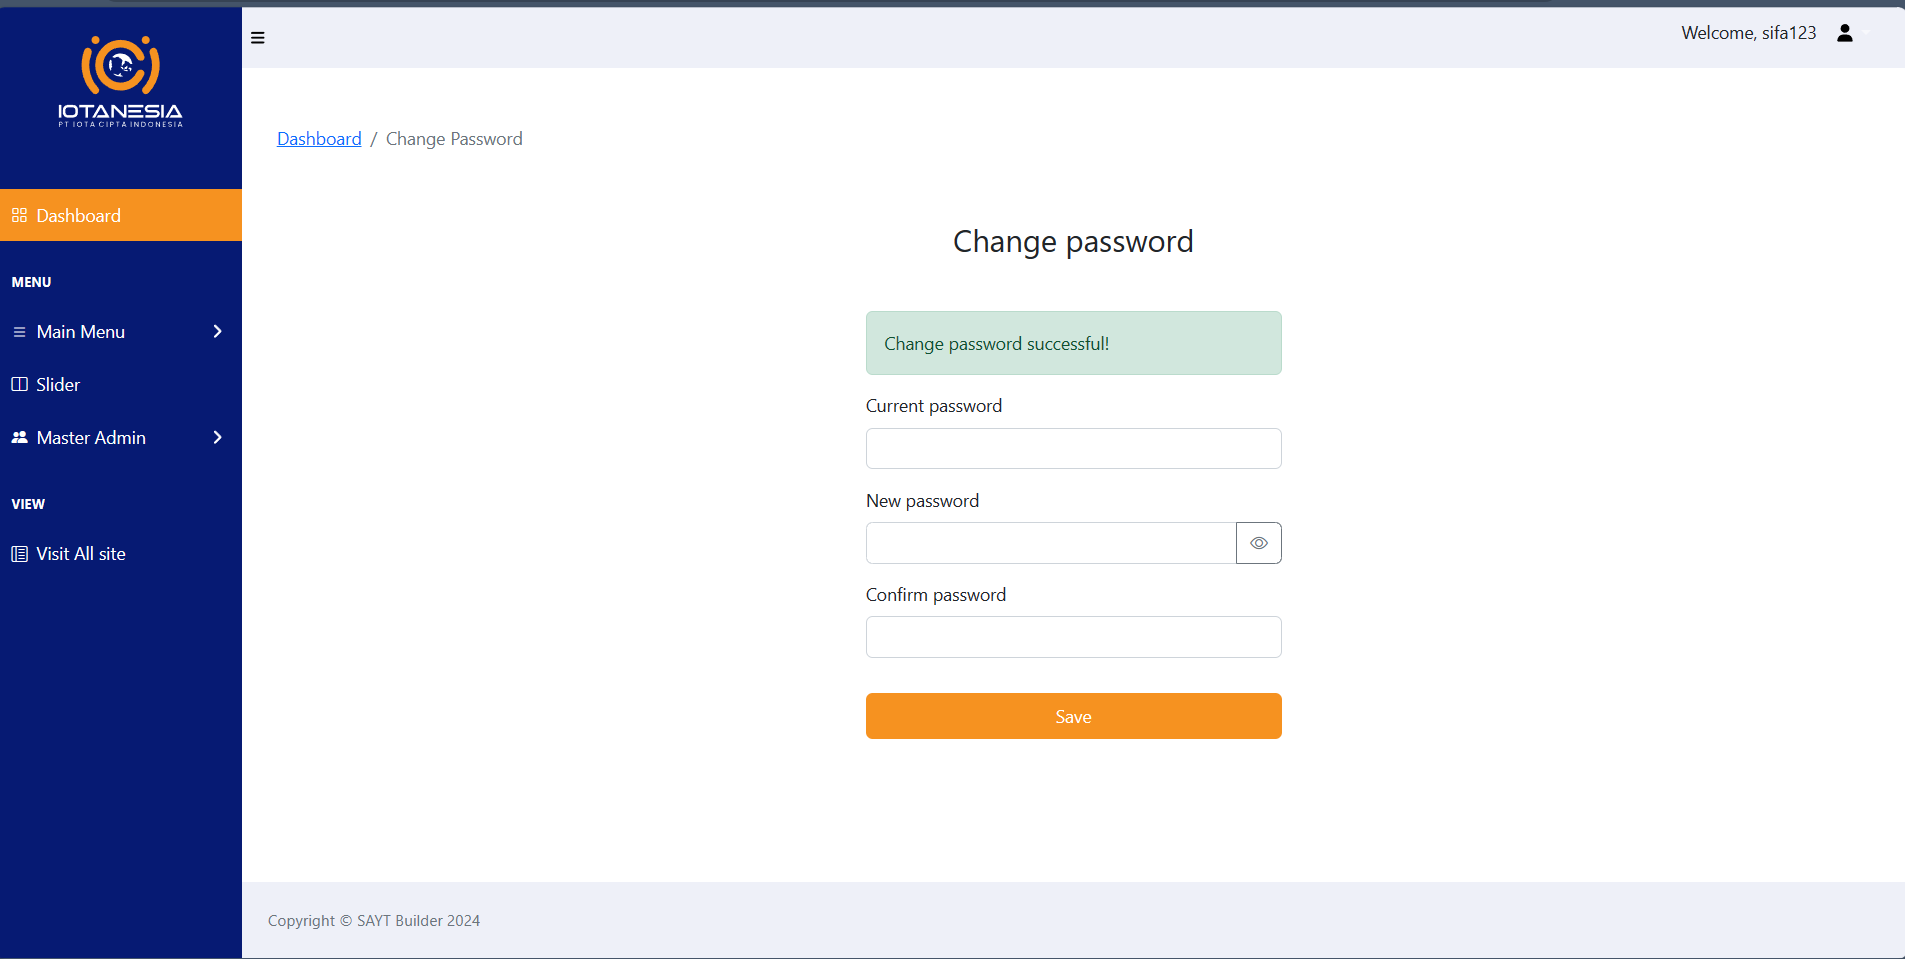 IOTANESIA
PT IOTA CIPTA INDONESIA
Welcome, sifa123
Dashboard / Change Password
Dashboard
MENU
Main Menu
Slider
Master Admin
VIEW
Visit All site
Change password
Change password successful!
Current password
New password
Confirm password
Save
Copyright © SAYT Builder 2024